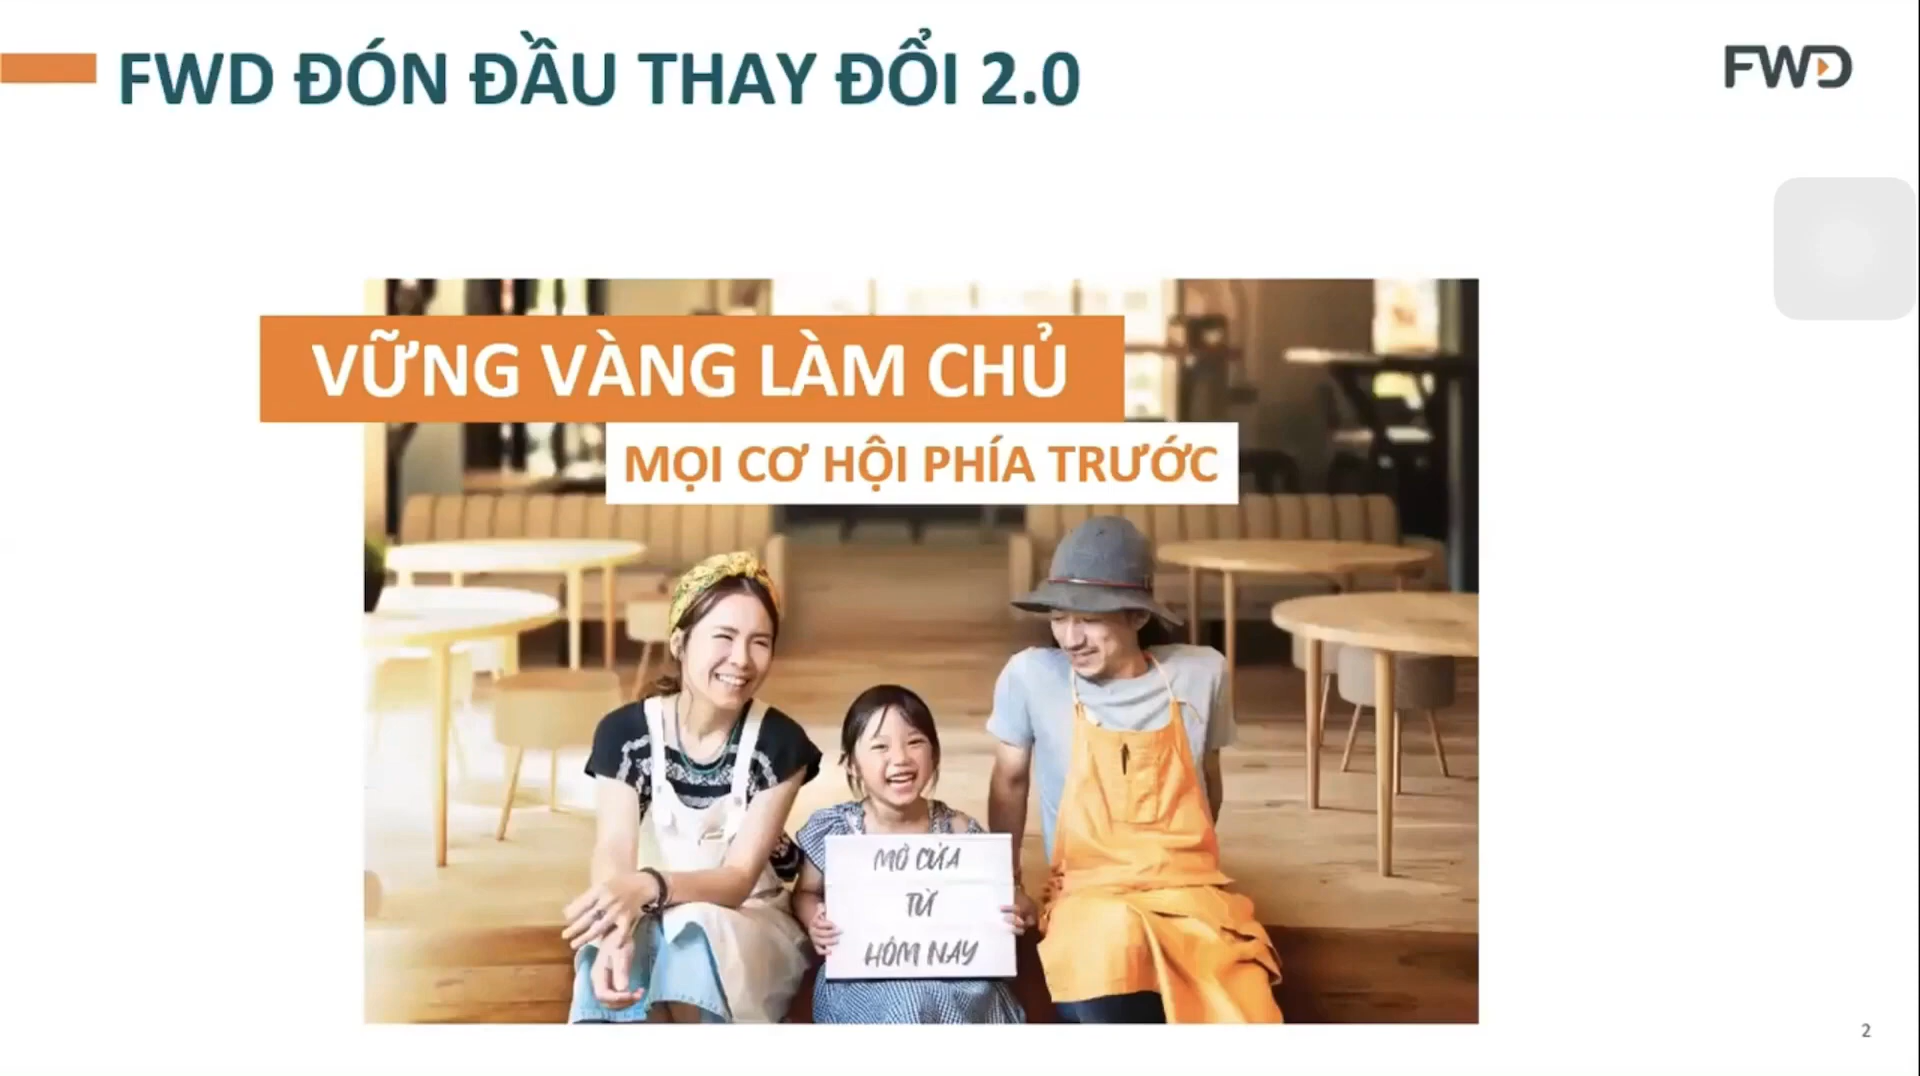 FWD ĐÓN ĐẦU THAY ĐỔI 2.0
FWD
VỮNG VÀNG LÀM CHỦ
MỌI CƠ HỘI PHÍA TRƯỚC
MỞ CỬA
TỪ
HÔM NAY
2